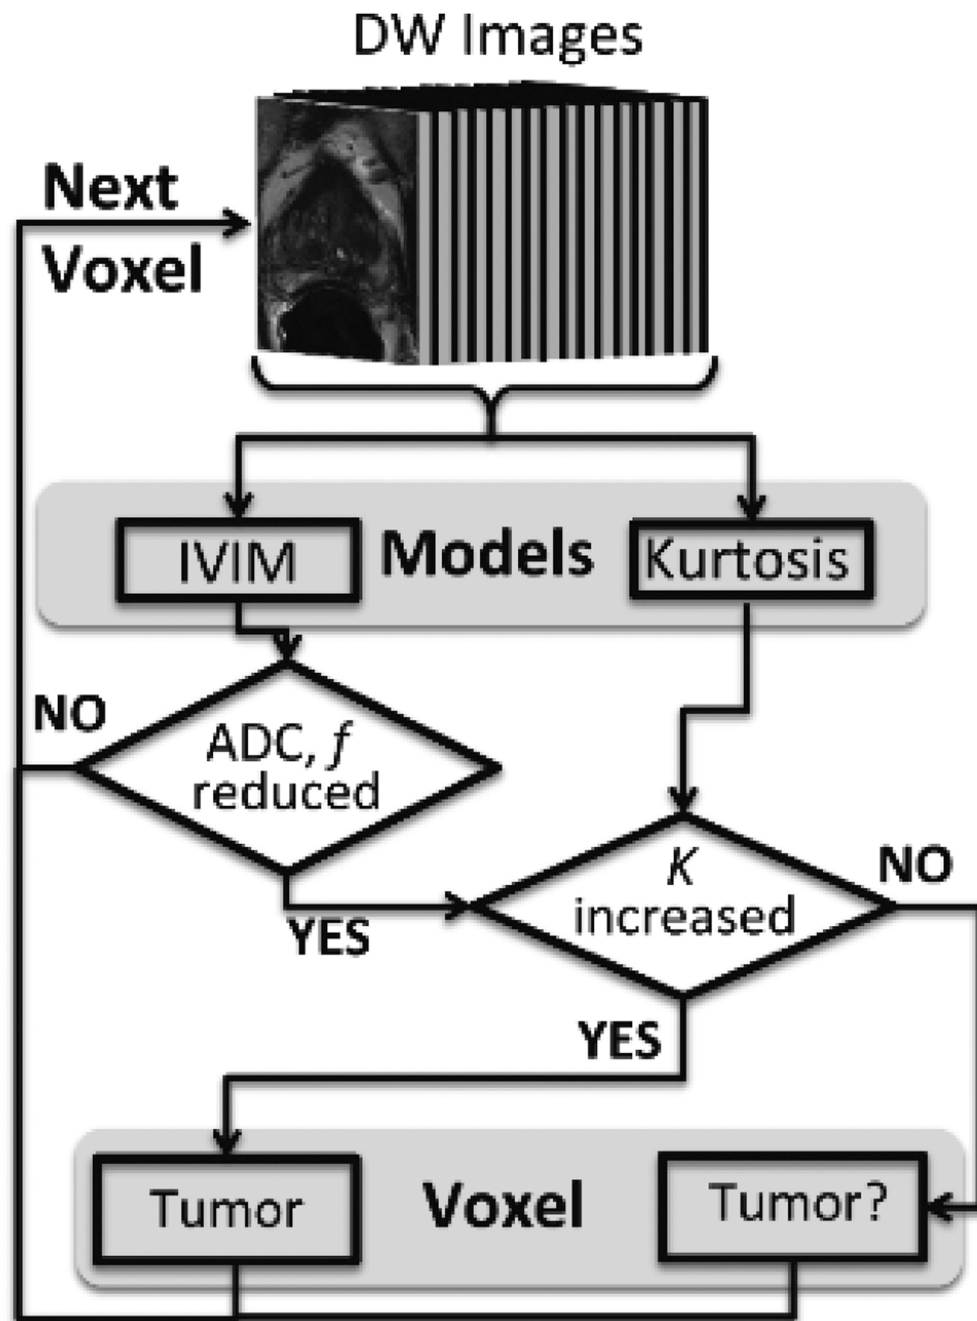 DW Images
Next
Voxel
IVIM
Models
Kurtosis
NO
ADC, f
reduced
YES
K
increased
NO
YES
Tumor
Voxel
Tumor?